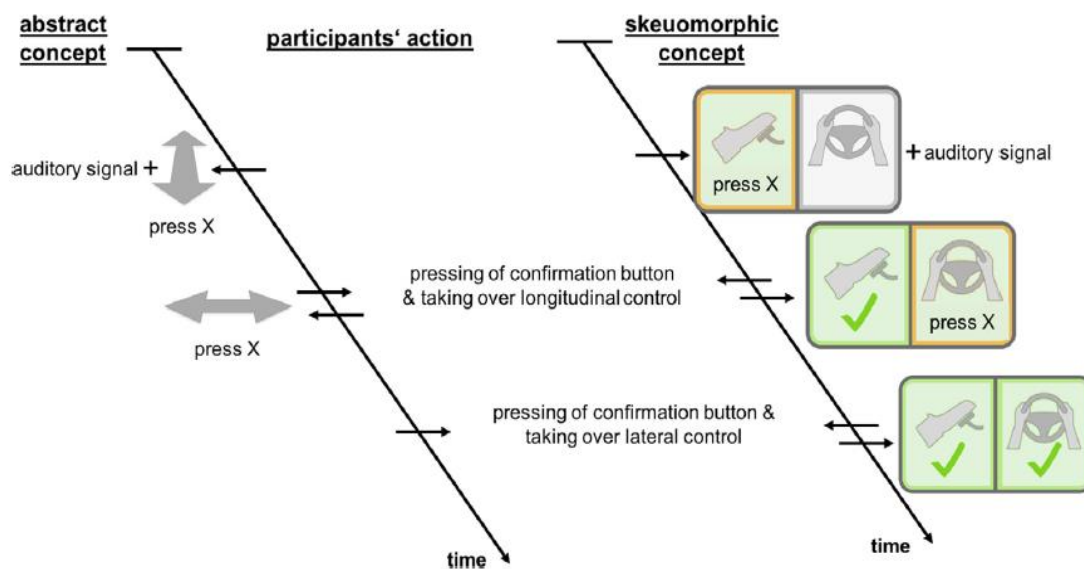 abstract
concept
participants‘ action
skeuomorphic
concept
auditory signal +
press X
press X
+ auditory signal
pressing of confirmation button
& taking over longitudinal control
press X
press X
pressing of confirmation button &
taking over lateral control
time
time